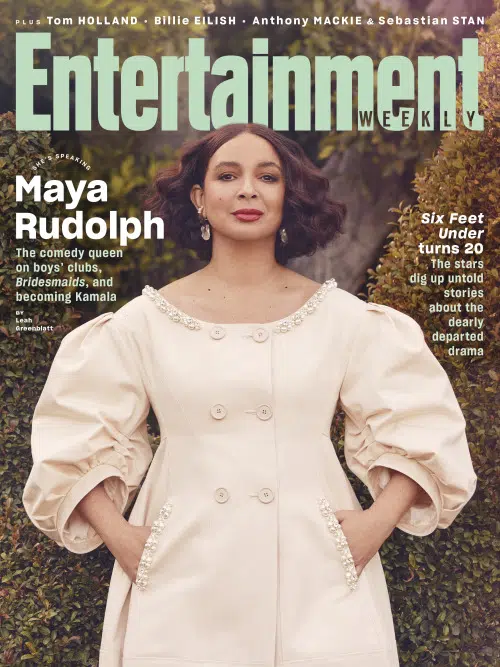 PLUS Tom HOLLAND • Billie EILISH • Anthony MACKIE & Sebastian STAN
Entertainment
WEEKLY
SHE'S SPEAKING
Maya
Rudolph
The comedy queen
on boys' clubs,
Bridesmaids, and
becoming Kamala
BY
Leah
Greenblatt
Six Feet
Under
turns 20
The stars
dig up untold
stories
about the
dearly
departed
drama